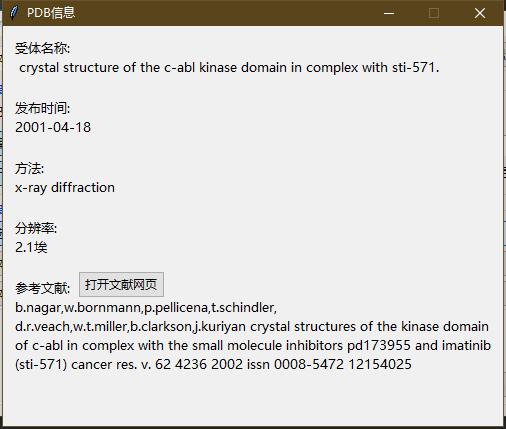 PDB信息
受体名称:
crystal structure of the c-abl kinase domain in complex with sti-571.
发布时间:
2001-04-18
方法:
x-ray diffraction
分辨率:
2.1埃
参考文献: 打开文献网页
b.nagar,w.bornmann,p.pellicena,t.schindler,
d.r.veach,w.t.miller,b.clarkson,j.kuriyan crystal structures of the kinase domain
of c-abl in complex with the small molecule inhibitors pd173955 and imatinib
(sti-571) cancer res. v. 62 4236 2002 issn 0008-5472 12154025